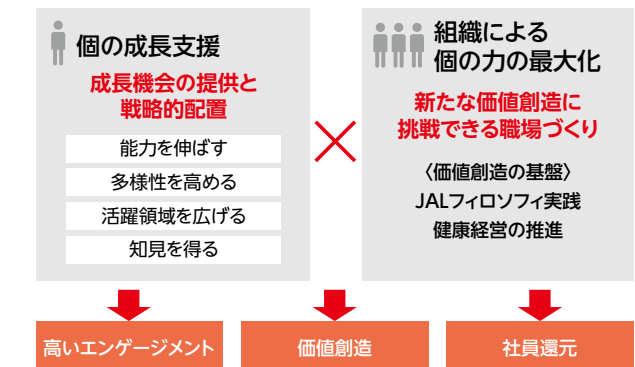 個の成長支援
成長機会の提供と
戦略的配置
能力を伸ばす
多様性を高める
活躍領域を広げる
知見を得る
組織による
個の力の最大化
新たな価値創造に
挑戦できる職場づくり
〈価値創造の基盤〉
JALフィロソフィ実践
健康経営の推進
高いエンゲージメント
価値創造
社員還元